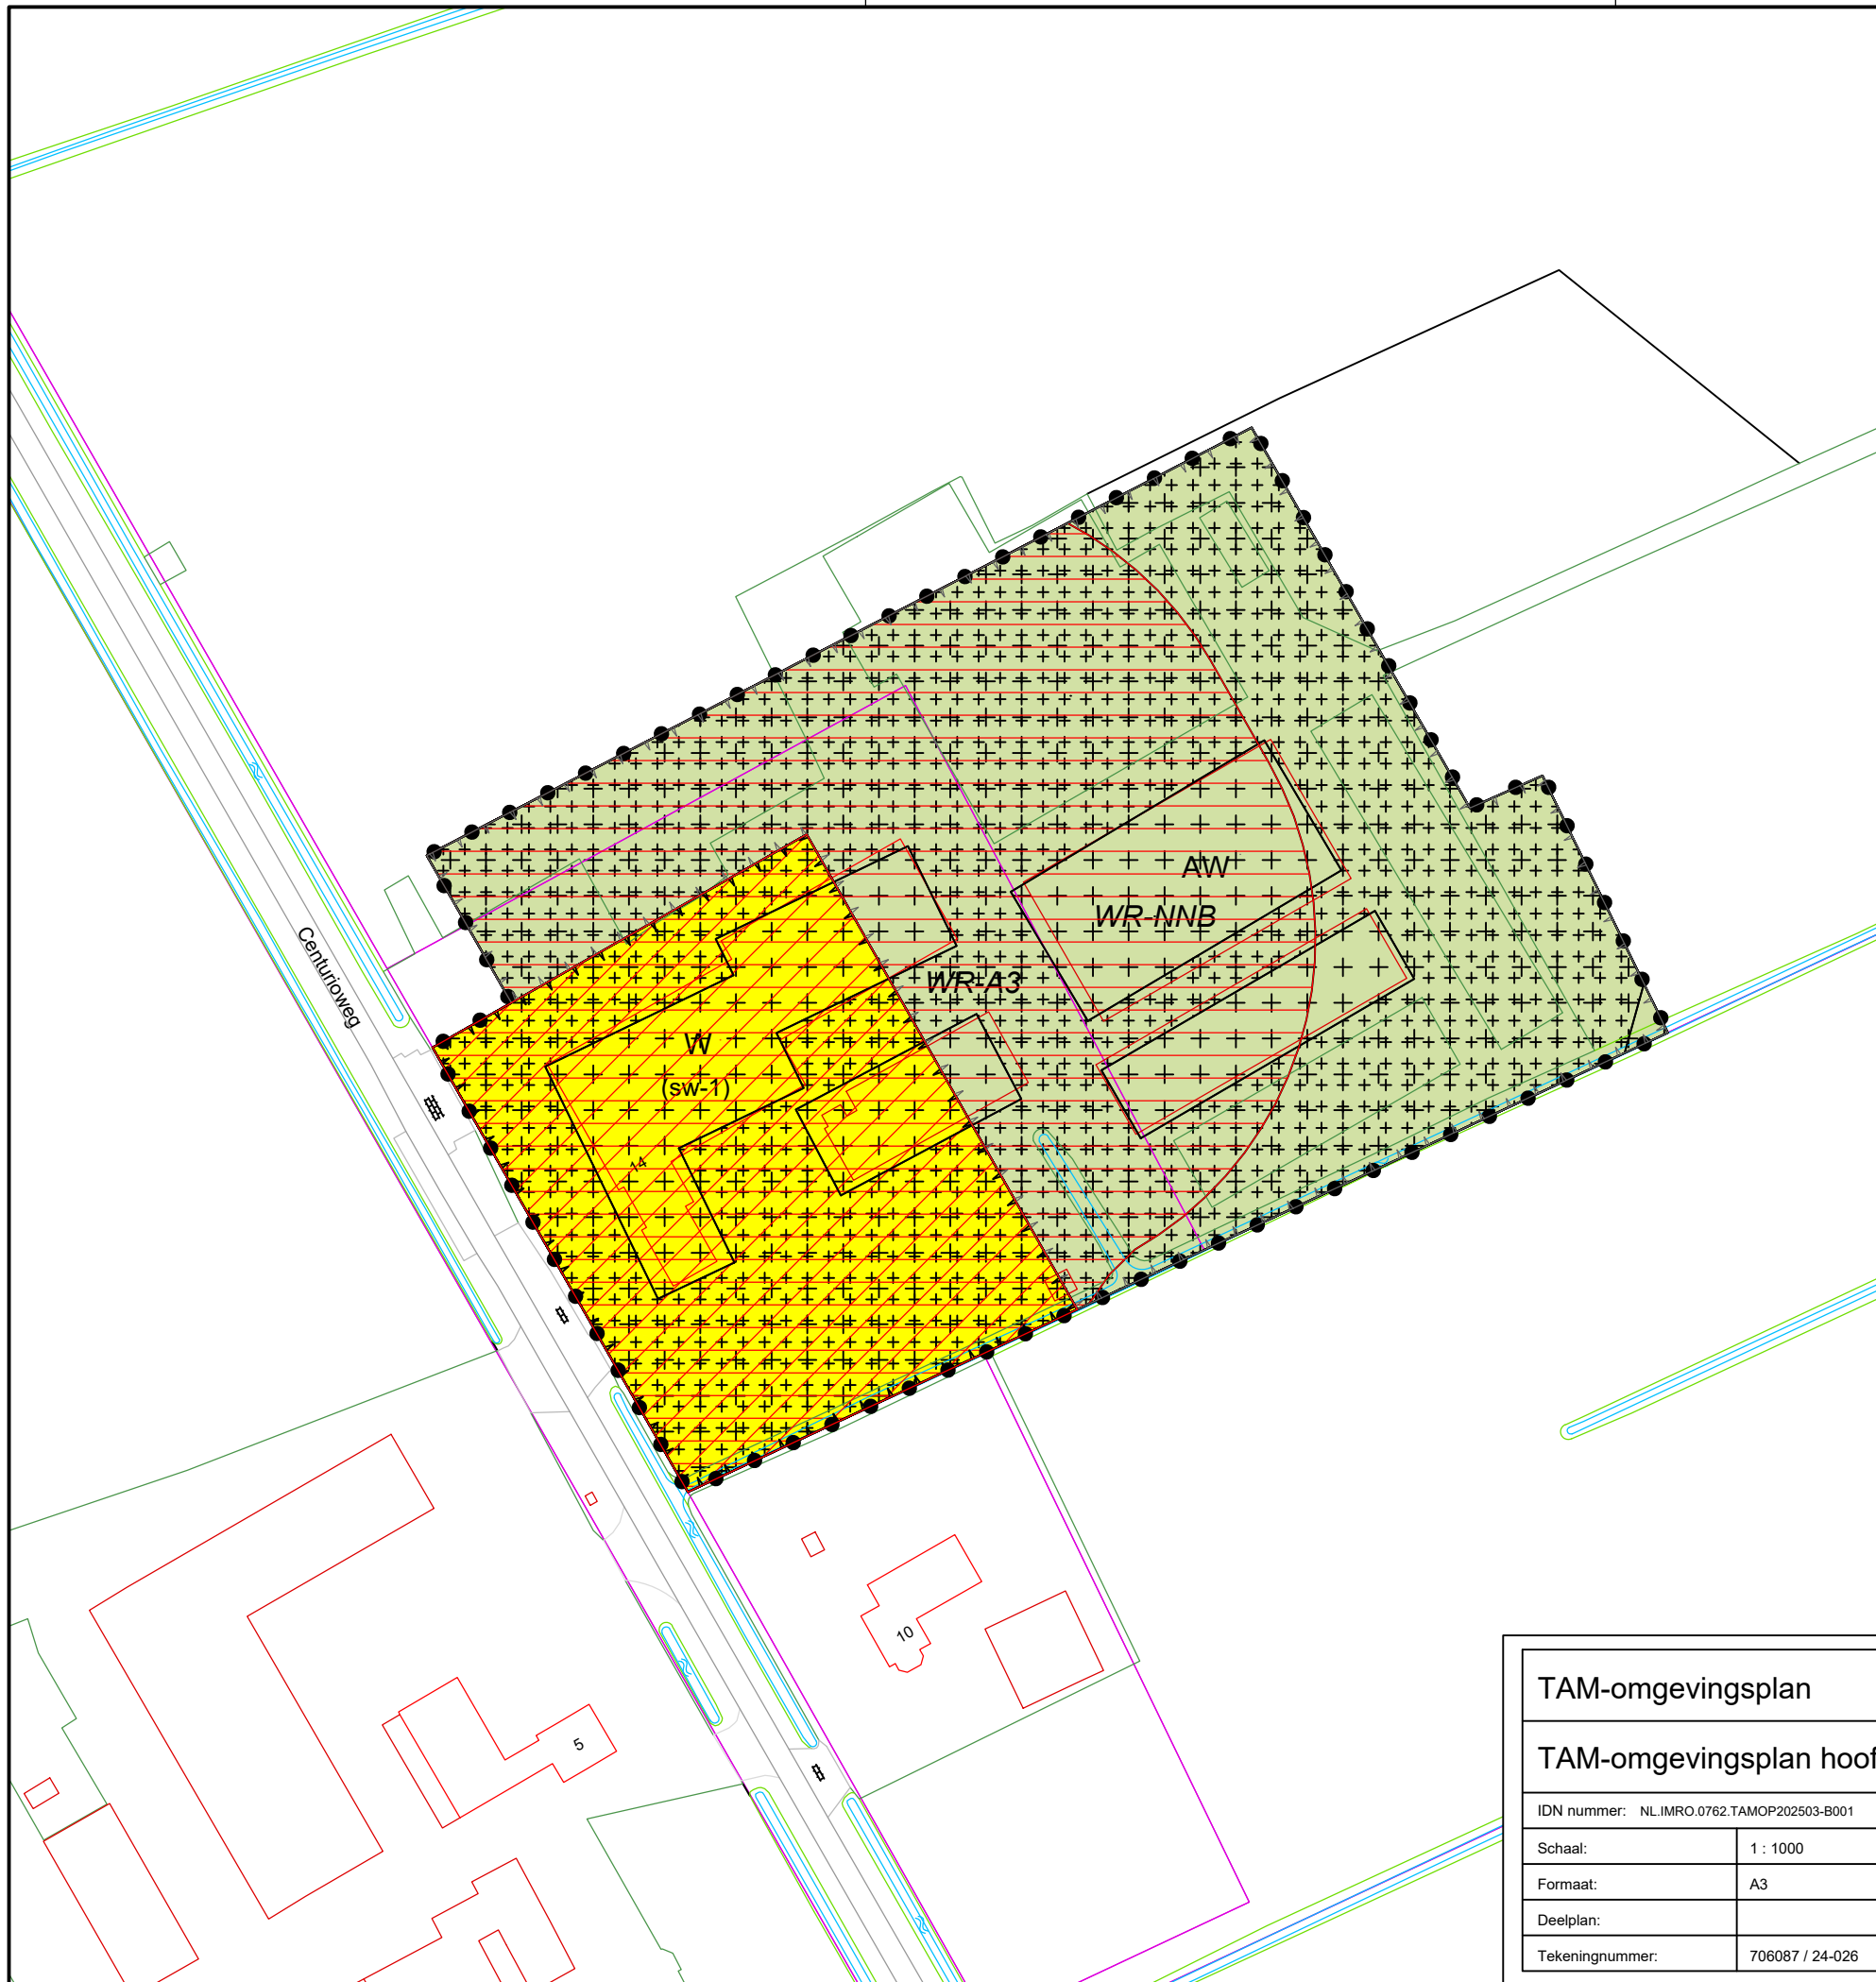 Centurioweg
AW
WR-NNB
WR-A3
W
(sw-1)
14
10
5
TAM-omgevingsplan
TAM-omgevingsplan hoof
IDN nummer: NL.IMRO.0762.TAMOP202503-B001
Schaal: 1 : 1000
Formaat: A3
Deelplan:
Tekeningnummer: 706087 / 24-026